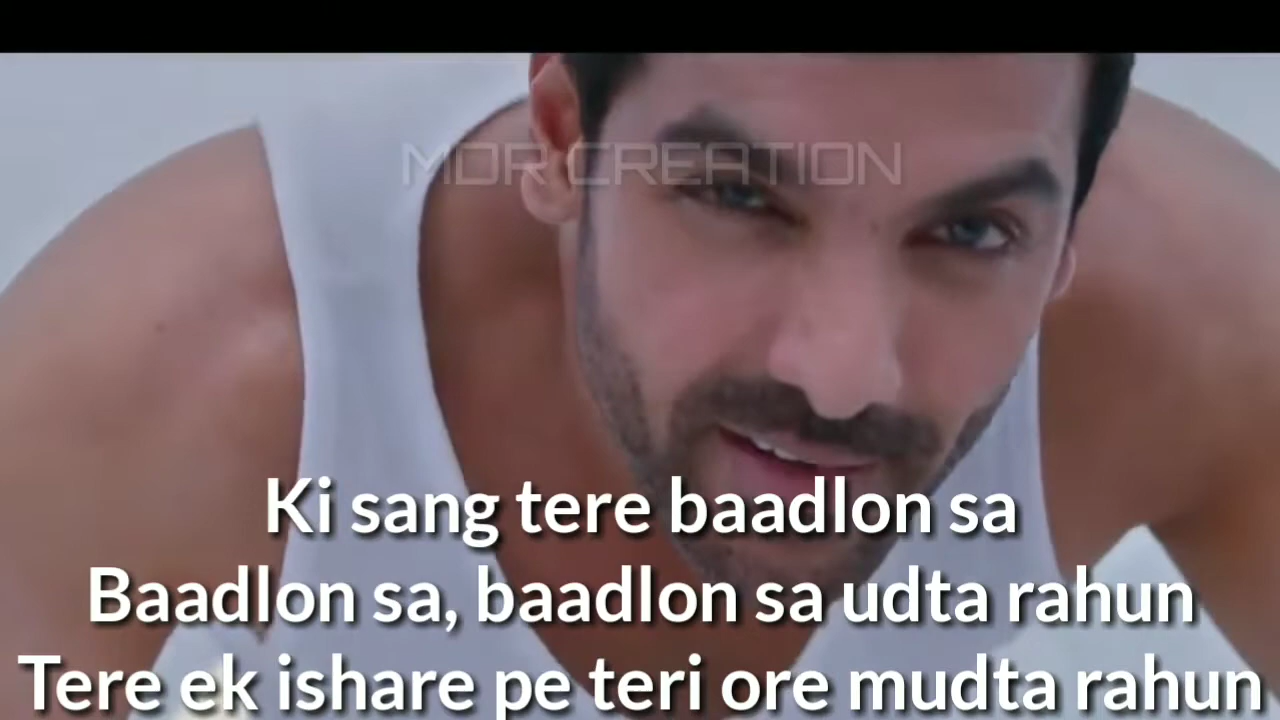 MDR CREATION
Ki sang tere baadlon sa
Baadlon sa, baadlon sa udta rahun
Tere ek ishare pe teri ore mudta rahun